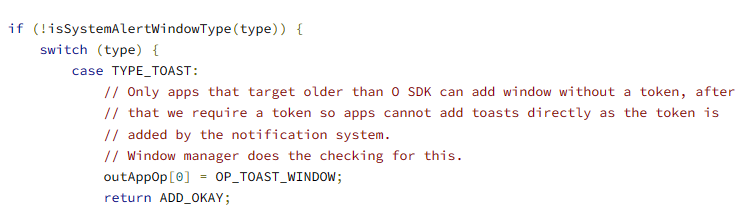 if (!isSystemAlertWindowType(type)) {
switch (type) {
case TYPE_TOAST:
// Only apps that target older than O SDK can add window without a token, after
// that we require a token so apps cannot add toasts directly as the token is
// added by the notification system.
// Window manager does the checking for this.
outAppOp[0] = OP_TOAST_WINDOW;
return ADD_OKAY;